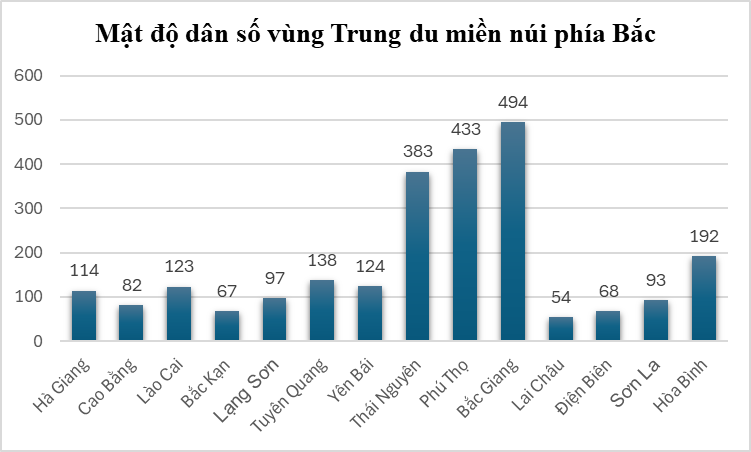 Mật độ dân số vùng Trung du miền núi phía Bắc
600
500
400
300
200
100
0
114
82
123
67
97
138
124
383
433
494
54
68
93
192
Hà Giang
Cao Bằng
Lào Cai
Bắc Kạn
Lạng Sơn
Tuyên Quang
Yên Bái
Thái Nguyên
Phú Thọ
Bắc Giang
Lai Châu
Điện Biên
Sơn La
Hòa Bình